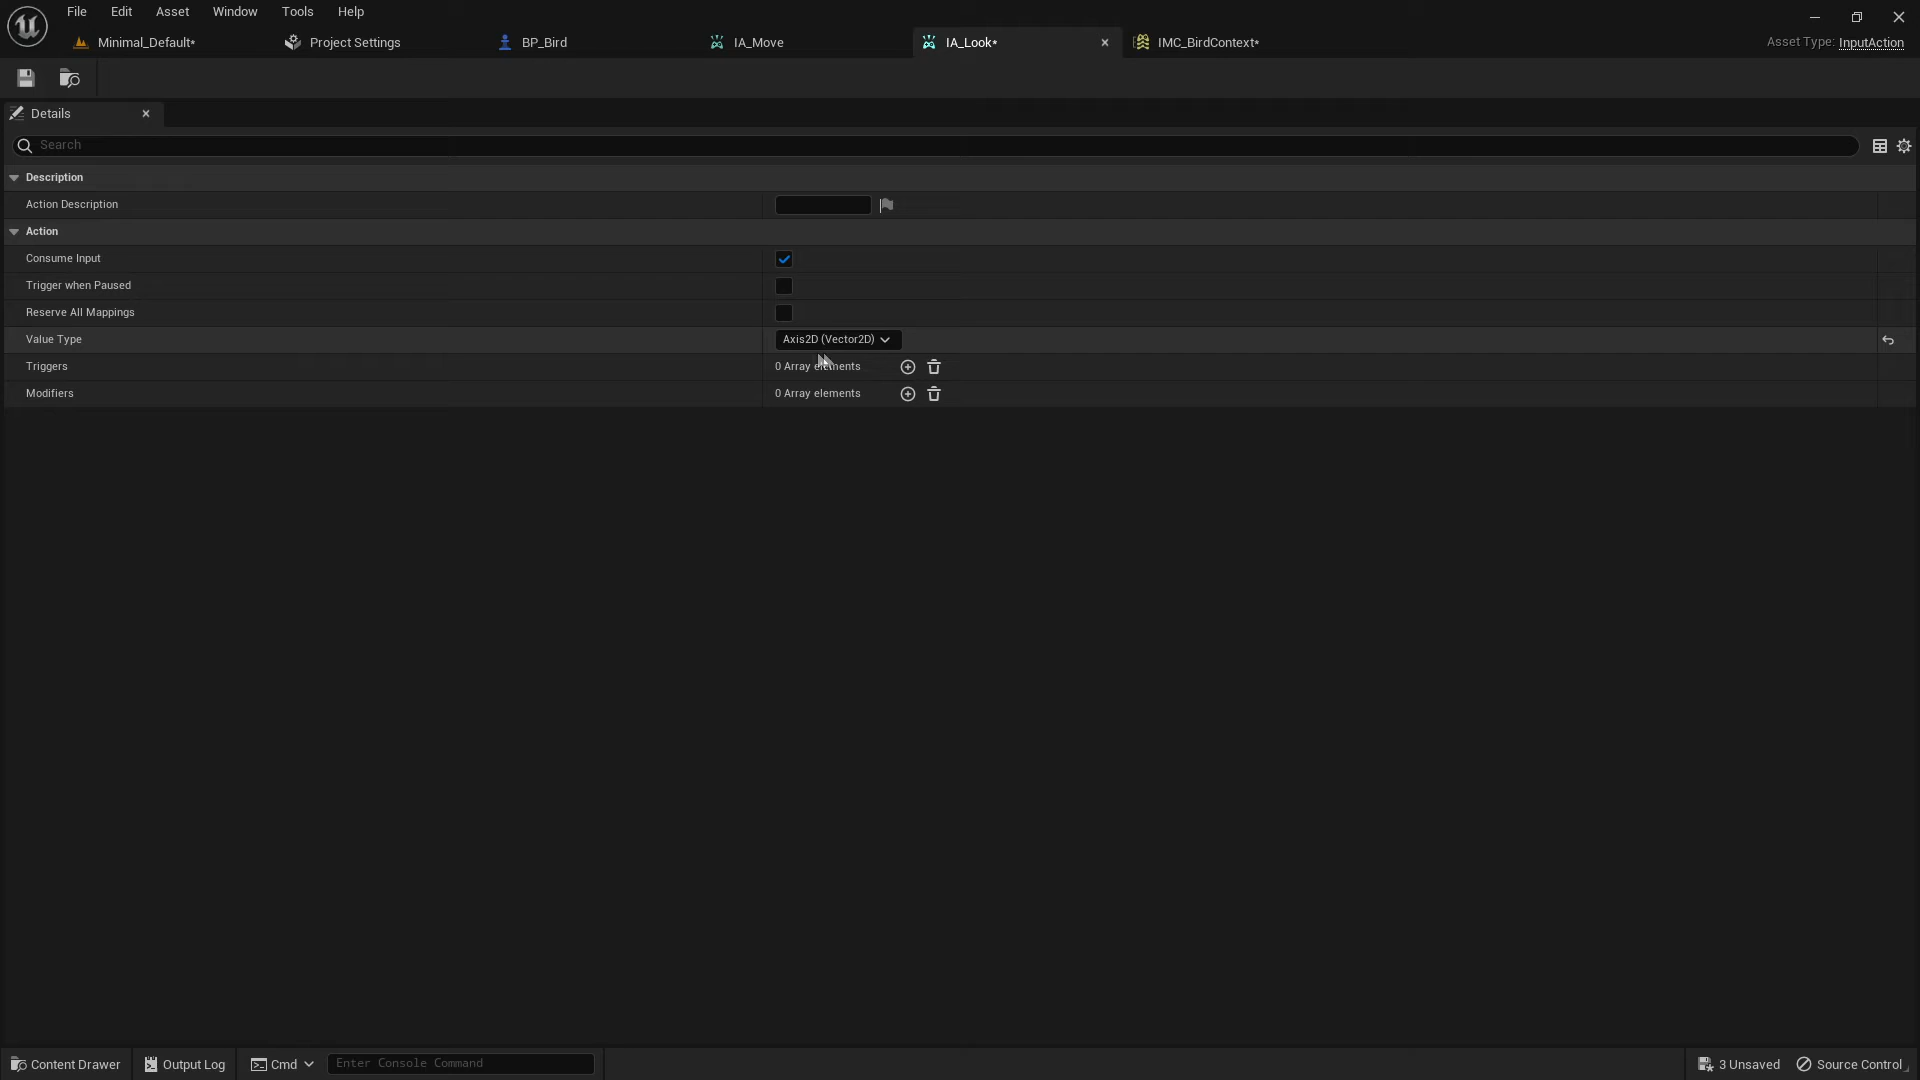 File Edit Asset Window Tools Help
Minimal_Default*
Project Settings
BP_Bird
IA_Move
IA_Look*
IMC_BirdContext*
Asset Type: InputAction
Details
Search
Description
Action Description
Action
Consume Input
Trigger when Paused
Reserve All Mappings
Value Type
Axis2D (Vector2D)
Triggers
0 Array elements
Modifiers
0 Array elements
Content Drawer
Output Log
Cmd
Enter Console Command
3 Unsaved
Source Control